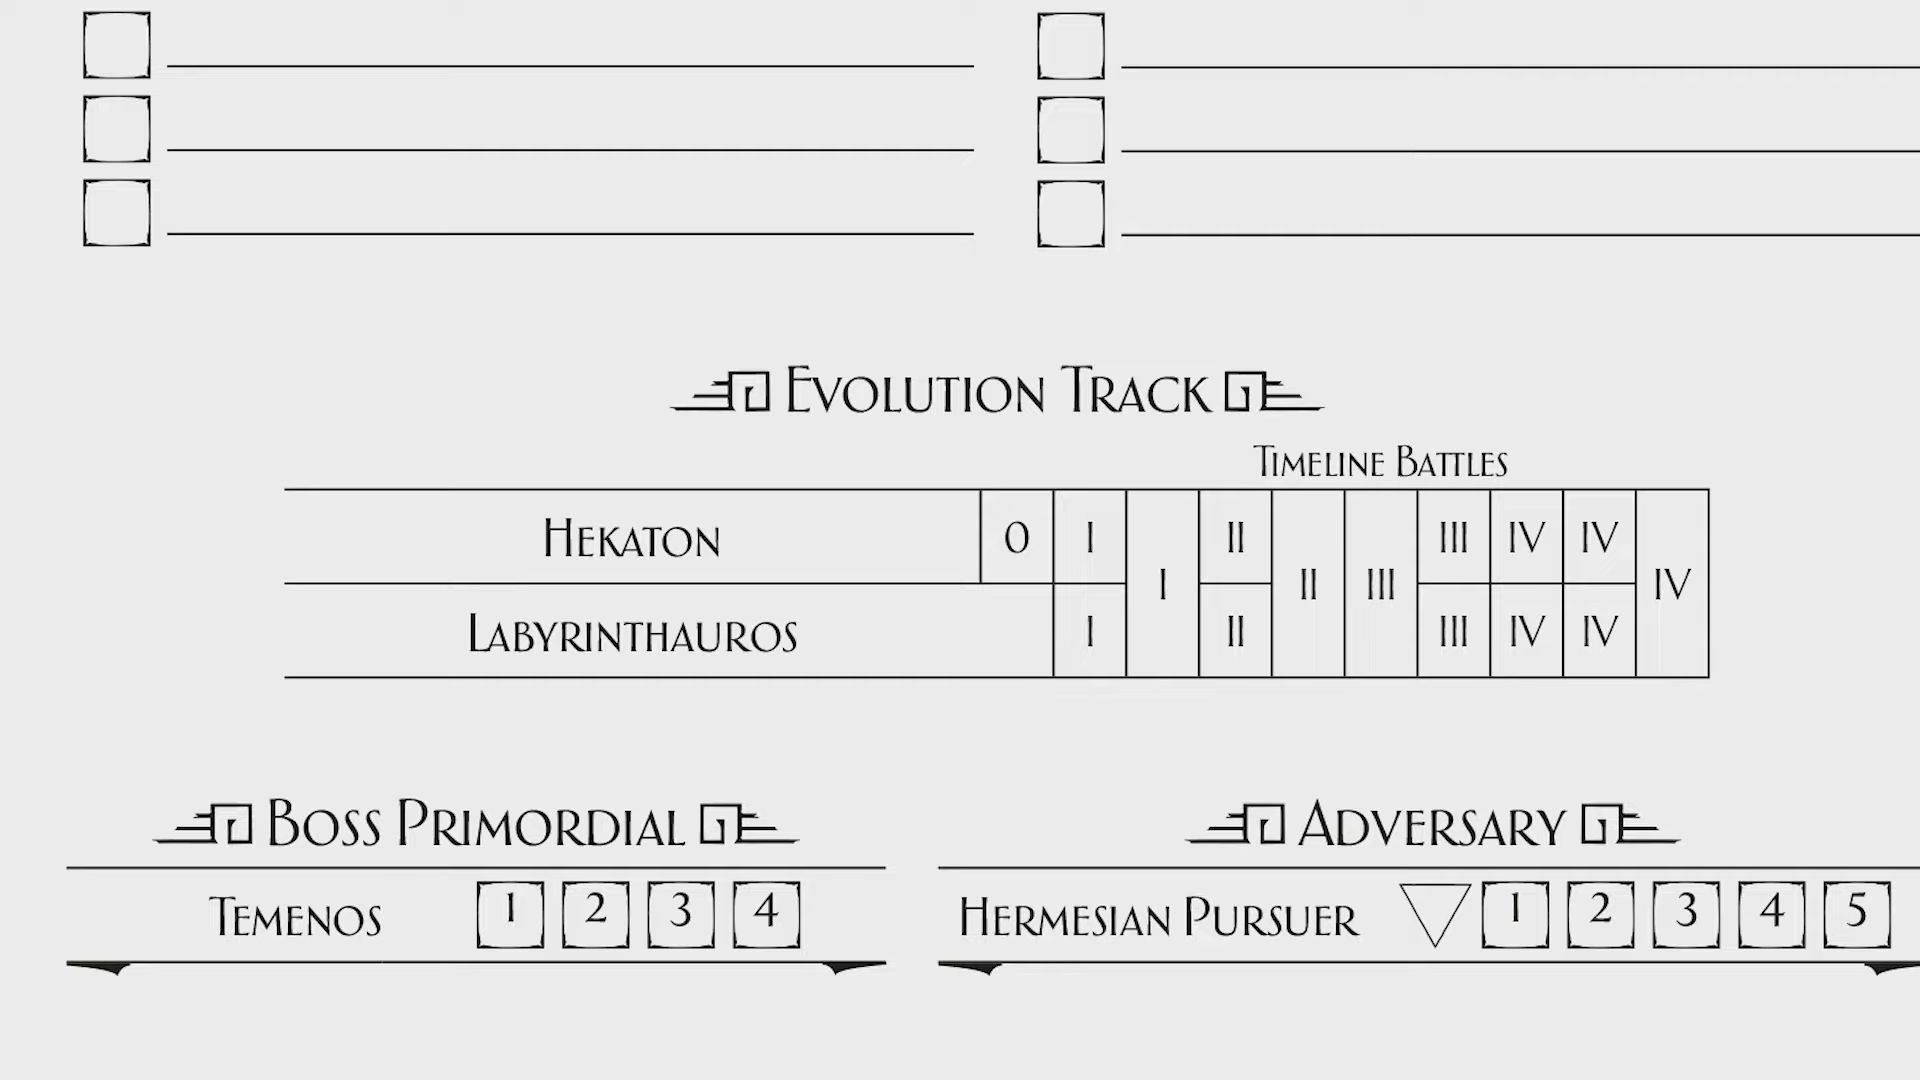 Evolution Track
Timeline Battles
Hekaton 0 I II III IV IV
I II III IV
Labyrinthauros I II III IV IV
Boss Primordial
Temenos 1 2 3 4
Adversary
Hermesian Pursuer 1 2 3 4 5